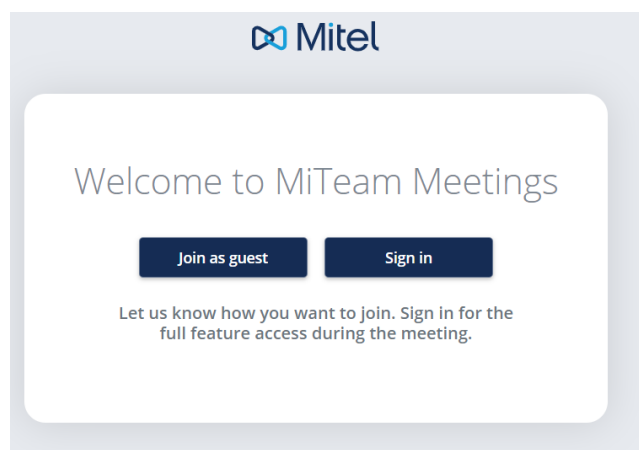 Mitel
Welcome to MiTeam Meetings
Join as guest
Sign in
Let us know how you want to join. Sign in for the
full feature access during the meeting.